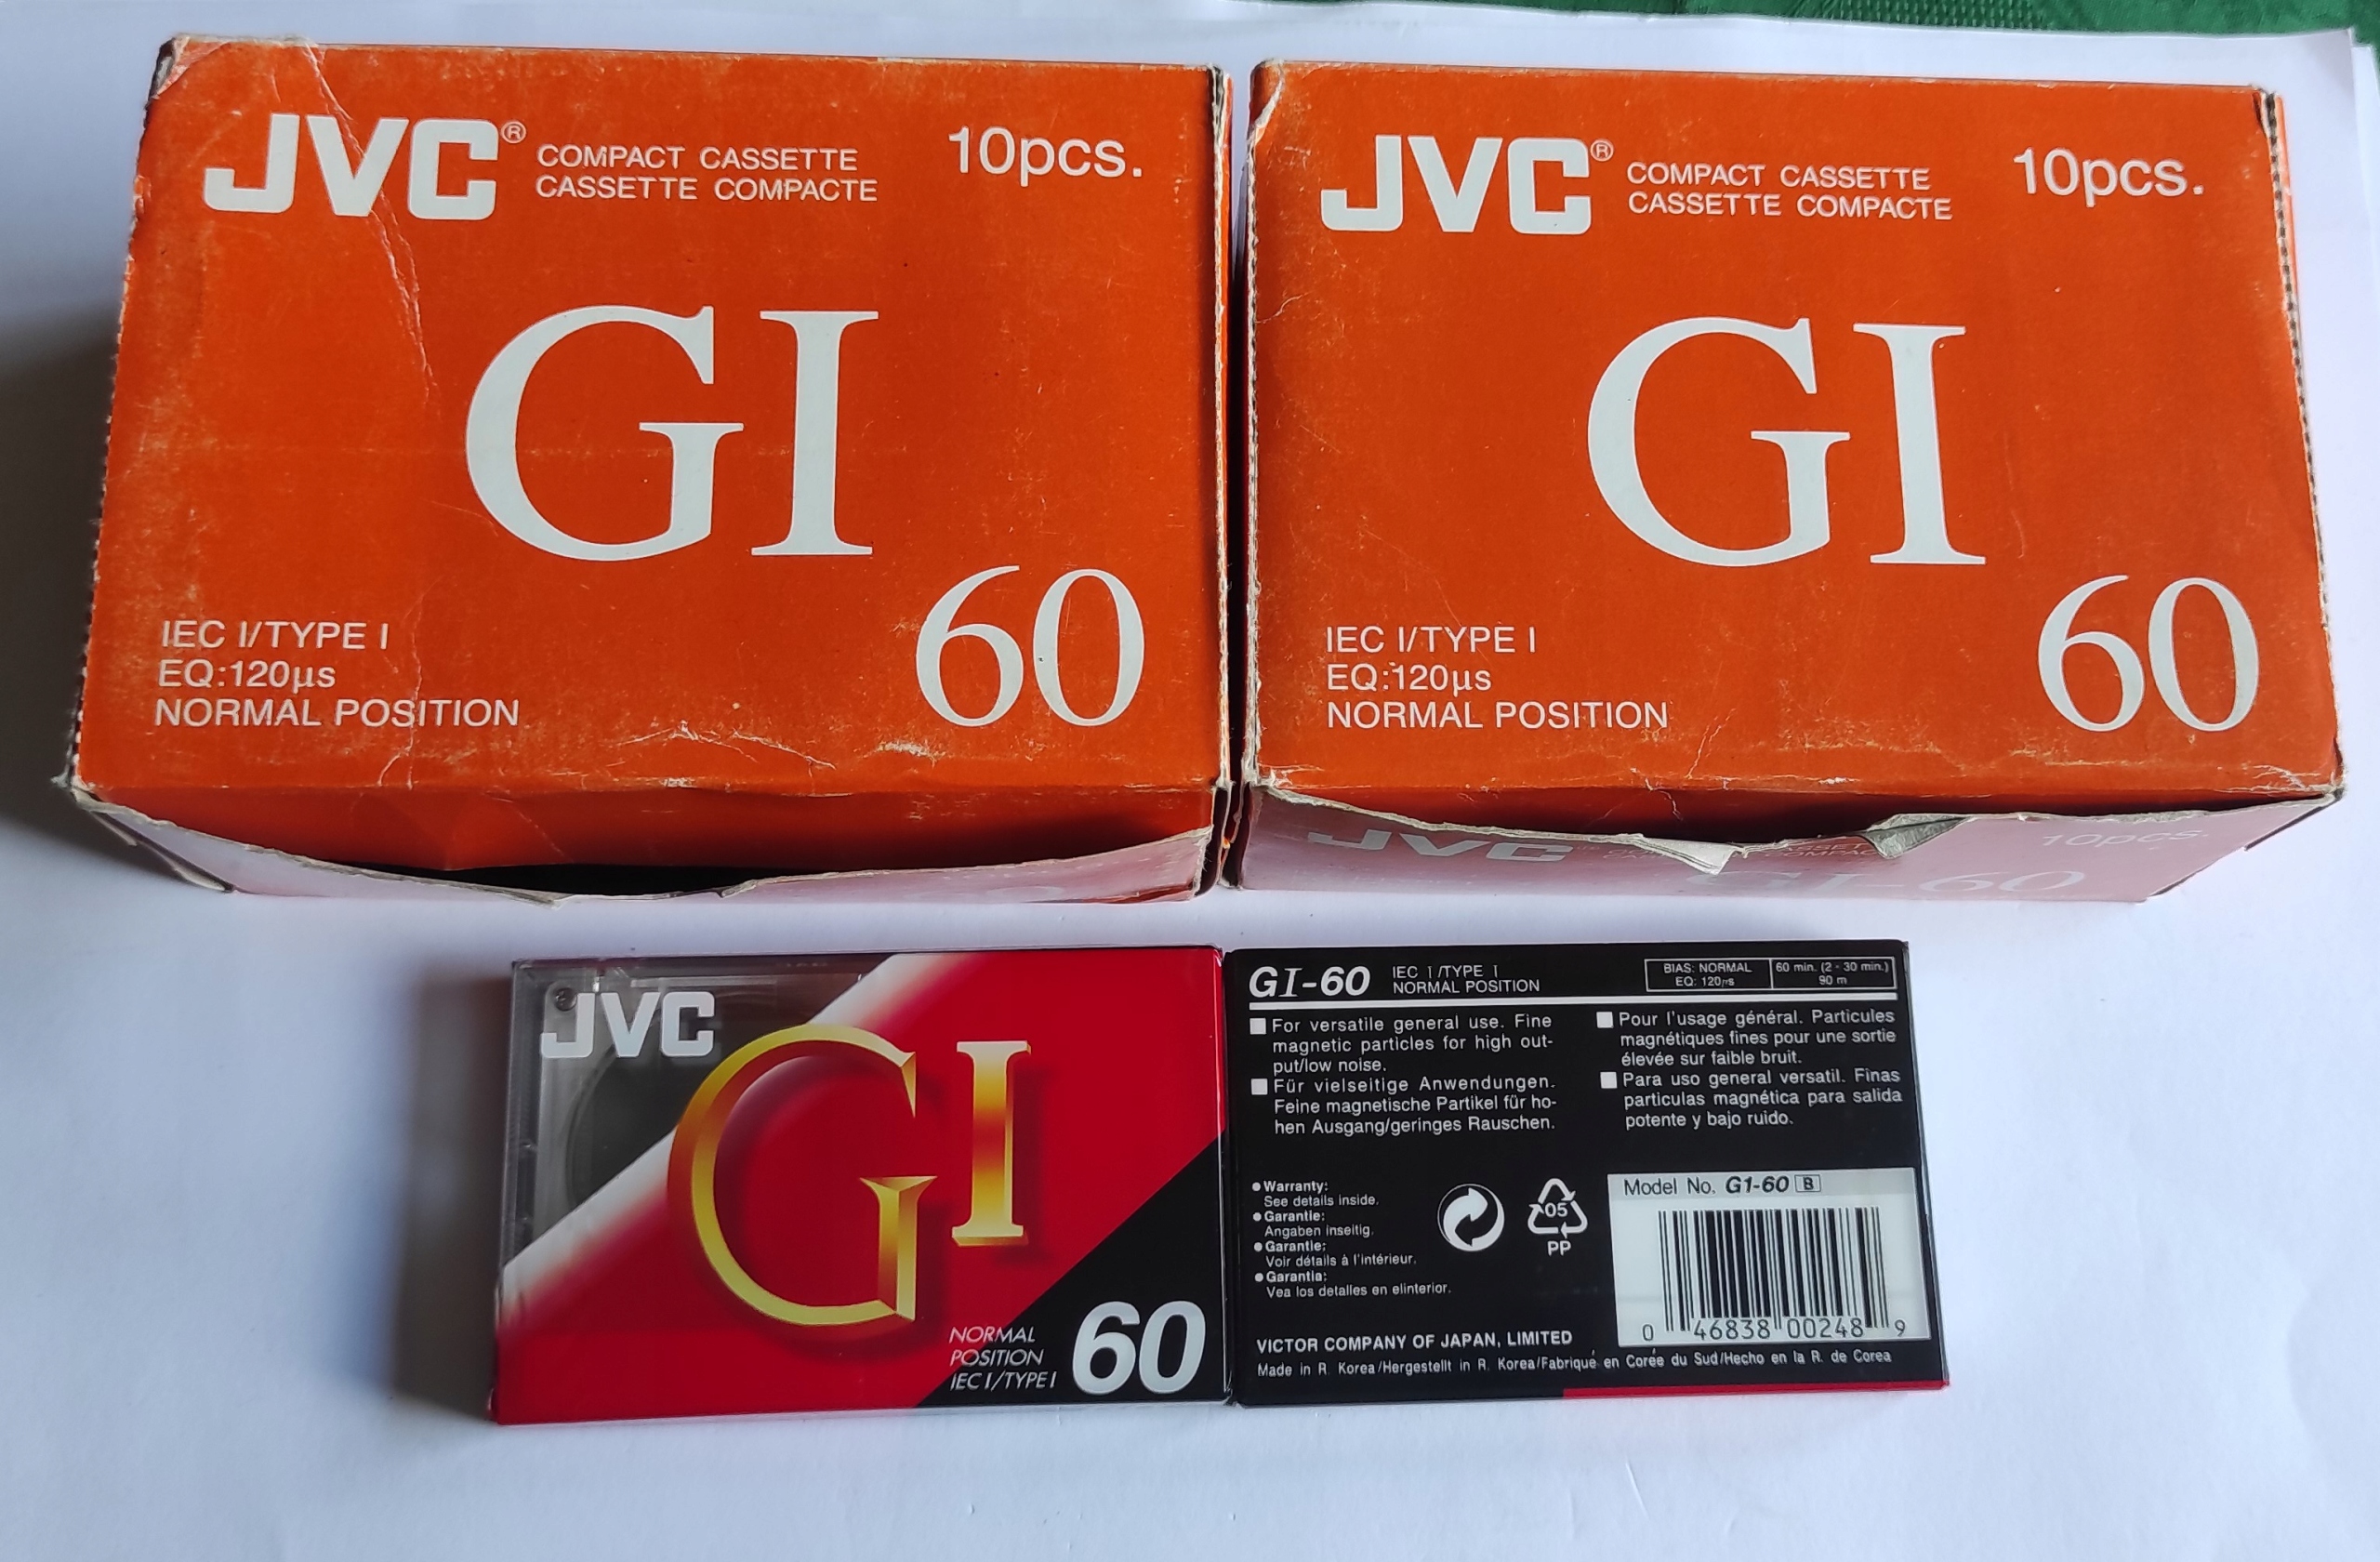 JVC® COMPACT CASSETTE 10pcs.
CASSETTE COMPACTE
GI
60
IEC I/TYPE I
EQ:120µs
NORMAL POSITION
JVC® COMPACT CASSETTE 10pcs.
CASSETTE COMPACTE
GI
60
IEC I/TYPE I
EQ:120µs
NORMAL POSITION
JVC 10pcs.
GI 60
JVC
GI
NORMAL
POSITION
IEC I/TYPE I
60
GI-60 IEC I/TYPE I
NORMAL POSITION
BIAS: NORMAL
EQ: 120µs
60 min. (2 - 30 min.)
90 m
For versatile general use. Fine
magnetic particles for high out-
put/low noise.
Für vielseitige Anwendungen.
Feine magnetische Partikel für ho-
hen Ausgang/geringes Rauschen.
Pour l'usage général. Particules
magnétiques fines pour une sortie
élevée sur faible bruit.
Para uso general versatil. Finas
particulas magnética para salida
potente y bajo ruido.
Warranty:
See details inside.
Garantie:
Angaben inseitig.
Garantie:
Voir détails à l'intérieur.
Garantia:
Vea los detalles en elinterior.
05
PP
Model No. G1-60 B
0 46838 00248 9
VICTOR COMPANY OF JAPAN, LIMITED
Made in R. Korea/Hergestellt in R. Korea/Fabriqué en Corée du Sud/Hecho en la R. de Corea